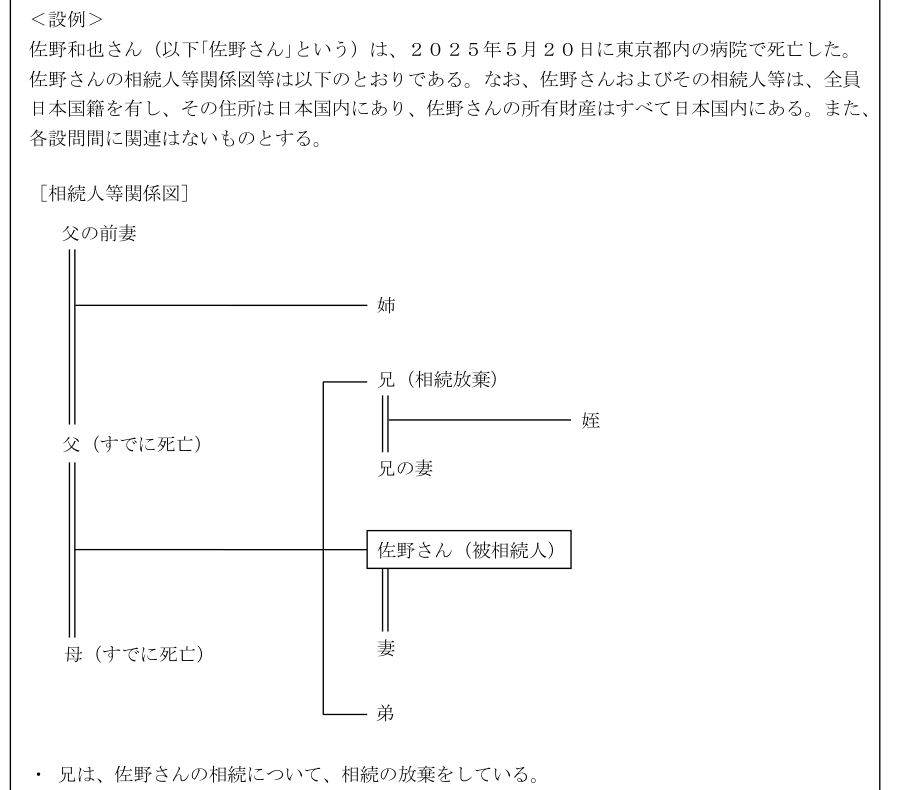 ＜設例＞
佐野和也さん（以下｢佐野さん｣という）は、２０２５年５月２０日に東京都内の病院で死亡した。
佐野さんの相続人等関係図等は以下のとおりである。なお、佐野さんおよびその相続人等は、全員
日本国籍を有し、その住所は日本国内にあり、佐野さんの所有財産はすべて日本国内にある。また、
各設問間に関連はないものとする。
［相続人等関係図］
父の前妻
姉
兄（相続放棄）
姪
父（すでに死亡）
兄の妻
佐野さん（被相続人）
妻
母（すでに死亡）
弟
・ 兄は、佐野さんの相続について、相続の放棄をしている。